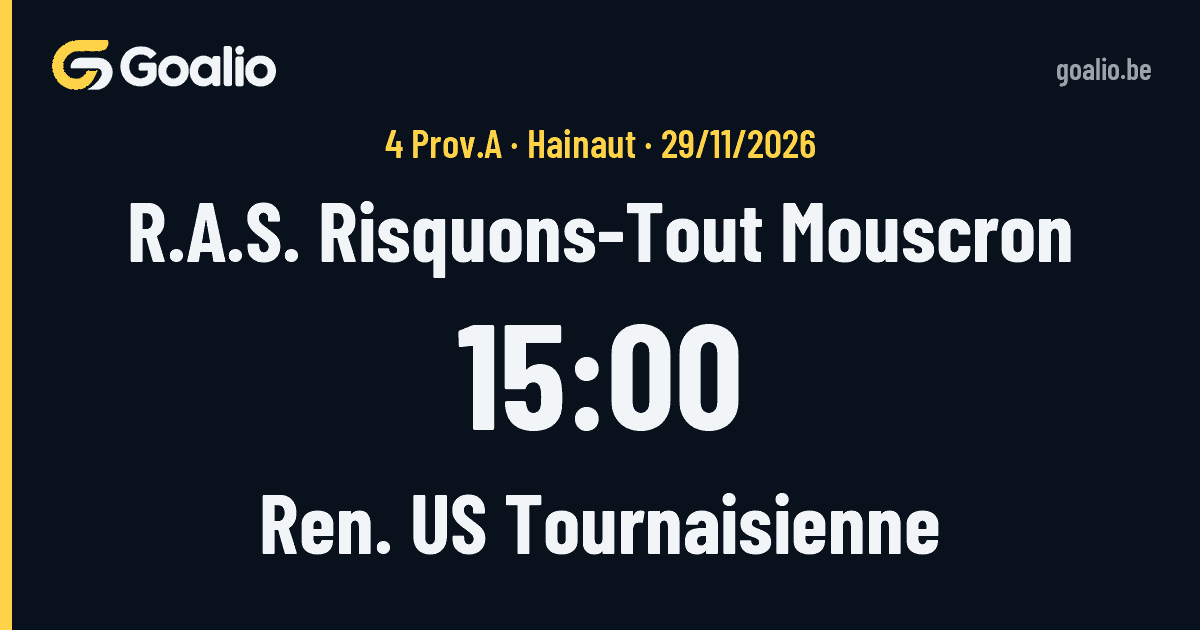 Goalio
goalio.be
4 Prov.A · Hainaut · 29/11/2026
R.A.S. Risquons-Tout Mouscron
15:00
Ren. US Tournaisienne